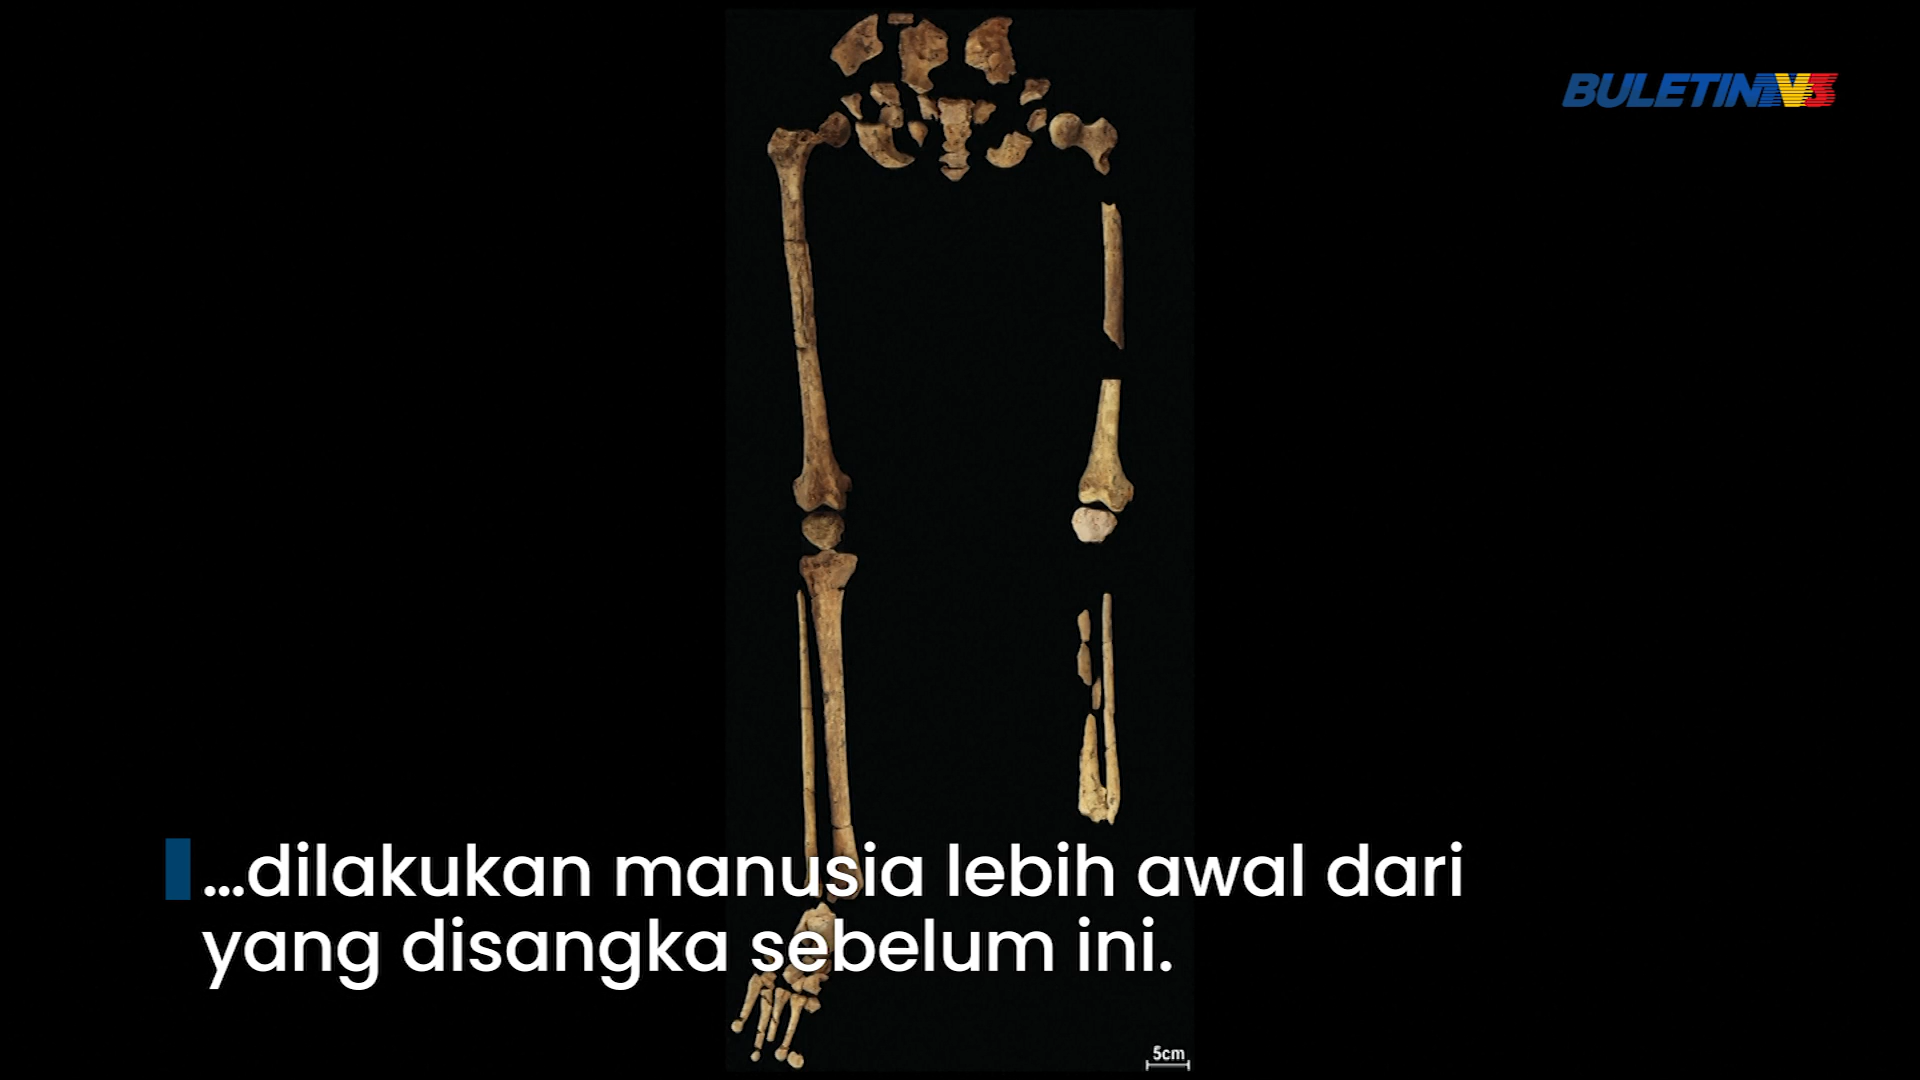 BULETINTV3
...dilakukan manusia lebih awal dari
yang disangka sebelum ini.
5cm